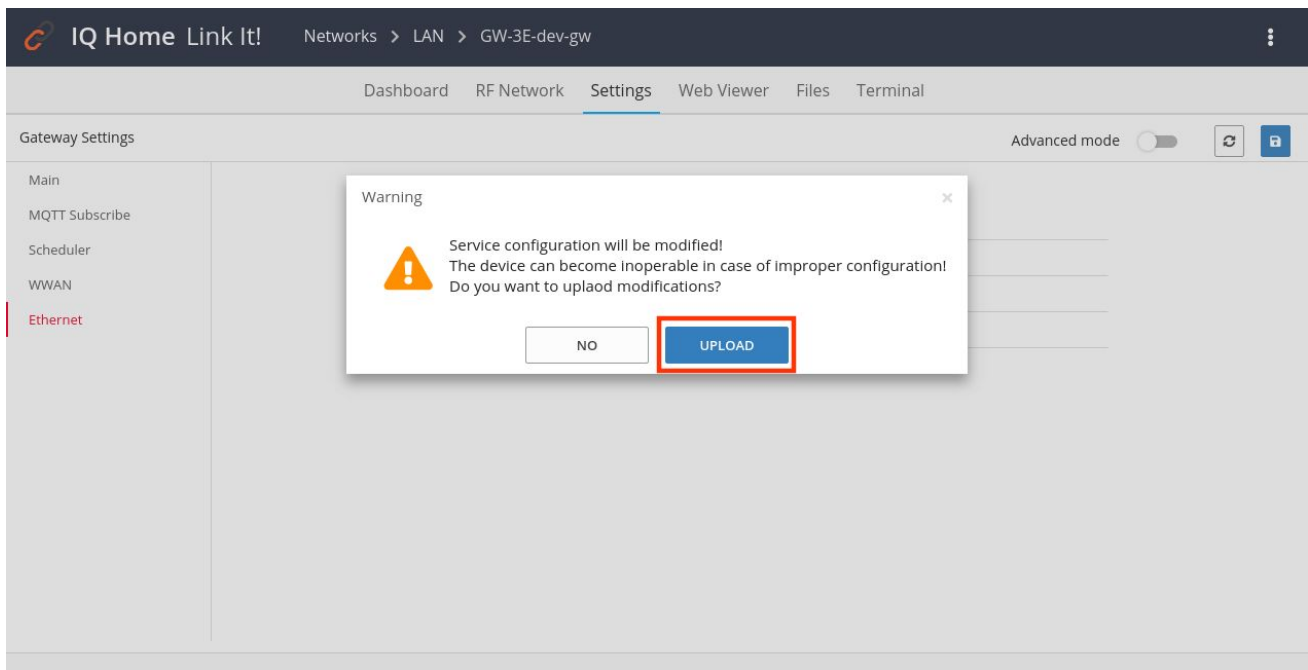 IQ Home Link It! Networks > LAN > GW-3E-dev-gw
Dashboard RF Network Settings Web Viewer Files Terminal
Gateway Settings Advanced mode
Main
MQTT Subscribe
Scheduler
WWAN
Ethernet
Warning
Service configuration will be modified!
The device can become inoperable in case of improper configuration!
Do you want to uplaod modifications?
NO UPLOAD